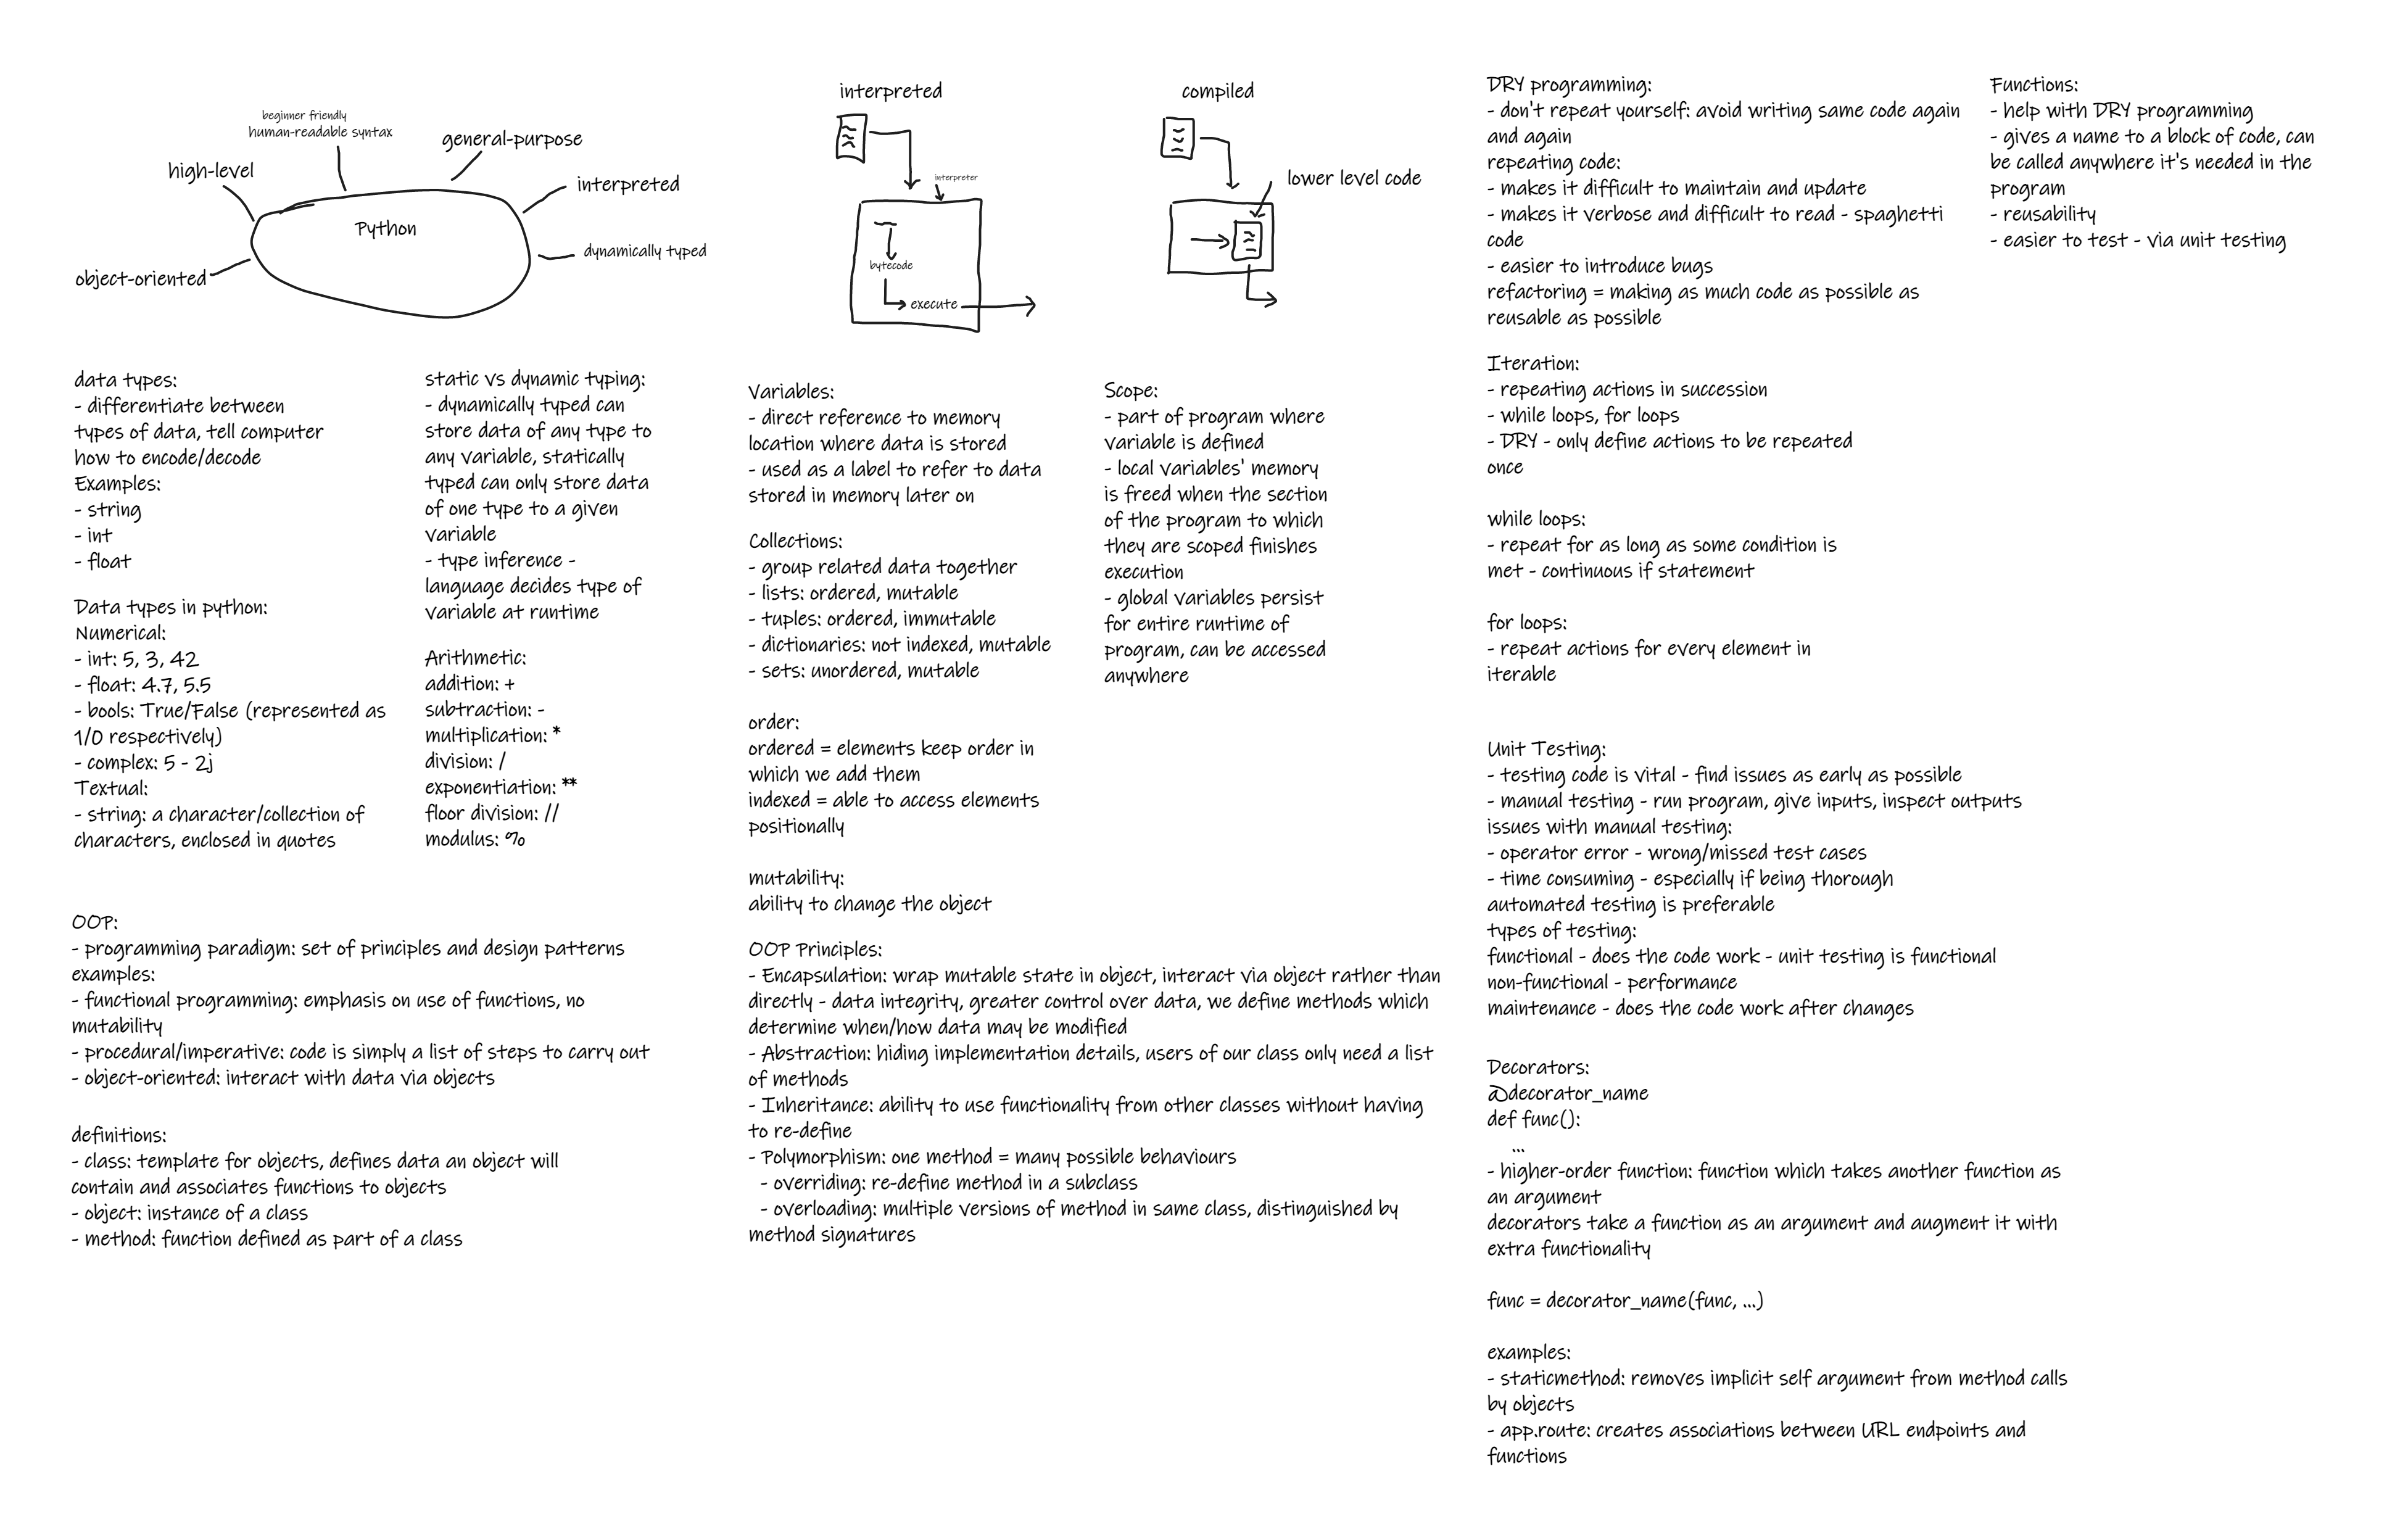 beginner friendly
human-readable syntax
general-purpose
high-level
interpreted
Python
dynamically typed
object-oriented
interpreted
interpreter
bytecode
execute
compiled
lower level code
data types:
- differentiate between
types of data, tell computer
how to encode/decode
Examples:
- string
- int
- float
Data types in python:
Numerical:
- int: 5, 3, 42
- float: 4.7, 5.5
- bools: True/False (represented as
1/0 respectively)
- complex: 5 - 2j
Textual:
- string: a character/collection of
characters, enclosed in quotes
static vs dynamic typing:
- dynamically typed can
store data of any type to
any variable, statically
typed can only store data
of one type to a given
variable
- type inference -
language decides type of
variable at runtime
Arithmetic:
addition: +
subtraction: -
multiplication: *
division: /
exponentiation: **
floor division: //
modulus: %
OOP:
- programming paradigm: set of principles and design patterns
examples:
- functional programming: emphasis on use of functions, no
mutability
- procedural/imperative: code is simply a list of steps to carry out
- object-oriented: interact with data via objects
definitions:
- class: template for objects, defines data an object will
contain and associates functions to objects
- object: instance of a class
- method: function defined as part of a class
Variables:
- direct reference to memory
location where data is stored
- used as a label to refer to data
stored in memory later on
Collections:
- group related data together
- lists: ordered, mutable
- tuples: ordered, immutable
- dictionaries: not indexed, mutable
- sets: unordered, mutable
order:
ordered = elements keep order in
which we add them
indexed = able to access elements
positionally
mutability:
ability to change the object
Scope:
- part of program where
variable is defined
- local variables' memory
is freed when the section
of the program to which
they are scoped finishes
execution
- global variables persist
for entire runtime of
program, can be accessed
anywhere
OOP Principles:
- Encapsulation: wrap mutable state in object, interact via object rather than
directly - data integrity, greater control over data, we define methods which
determine when/how data may be modified
- Abstraction: hiding implementation details, users of our class only need a list
of methods
- Inheritance: ability to use functionality from other classes without having
to re-define
- Polymorphism: one method = many possible behaviours
- overriding: re-define method in a subclass
- overloading: multiple versions of method in same class, distinguished by
method signatures
DRY programming:
- don't repeat yourself: avoid writing same code again
and again
repeating code:
- makes it difficult to maintain and update
- makes it verbose and difficult to read - spaghetti
code
- easier to introduce bugs
refactoring = making as much code as possible as
reusable as possible
Functions:
- help with DRY programming
- gives a name to a block of code, can
be called anywhere it's needed in the
program
- reusability
- easier to test - via unit testing
Iteration:
- repeating actions in succession
- while loops, for loops
- DRY - only define actions to be repeated
once
while loops:
- repeat for as long as some condition is
met - continuous if statement
for loops:
- repeat actions for every element in
iterable
Unit Testing:
- testing code is vital - find issues as early as possible
- manual testing - run program, give inputs, inspect outputs
issues with manual testing:
- operator error - wrong/missed test cases
- time consuming - especially if being thorough
automated testing is preferable
types of testing:
functional - does the code work - unit testing is functional
non-functional - performance
maintenance - does the code work after changes
Decorators:
@decorator_name
def func():
...
- higher-order function: function which takes another function as
an argument
decorators take a function as an argument and augment it with
extra functionality
func = decorator_name(func, ...)
examples:
- staticmethod: removes implicit self argument from method calls
by objects
- app.route: creates associations between URL endpoints and
functions